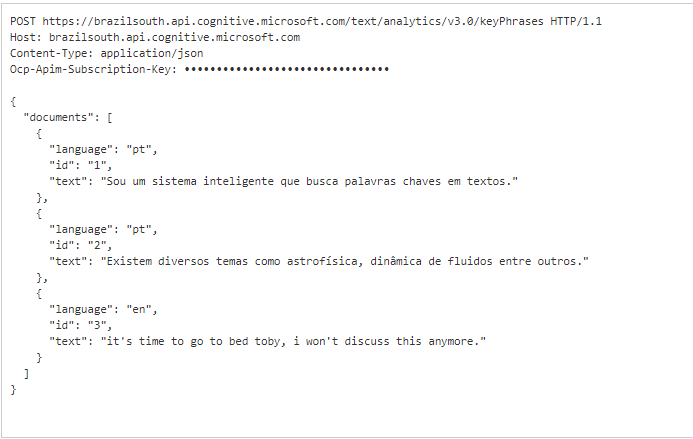 POST https://brazilsouth.api.cognitive.microsoft.com/text/analytics/v3.0/keyPhrases HTTP/1.1
Host: brazilsouth.api.cognitive.microsoft.com
Content-Type: application/json
Ocp-Apim-Subscription-Key: ••••••••••••••••••••••••••••••••
{
"documents": [
{
"language": "pt",
"id": "1",
"text": "Sou um sistema inteligente que busca palavras chaves em textos."
},
{
"language": "pt",
"id": "2",
"text": "Existem diversos temas como astrofísica, dinâmica de fluidos entre outros."
},
{
"language": "en",
"id": "3",
"text": "it's time to go to bed toby, i won't discuss this anymore."
}
]
}